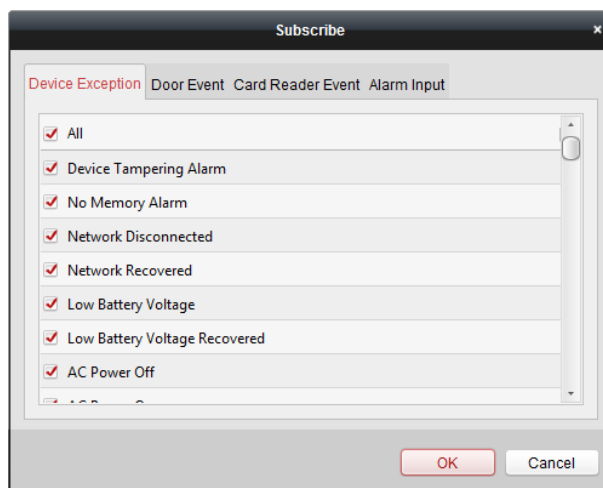 Subscribe
Device Exception Door Event Card Reader Event Alarm Input
All
Device Tampering Alarm
No Memory Alarm
Network Disconnected
Network Recovered
Low Battery Voltage
Low Battery Voltage Recovered
AC Power Off
OK Cancel